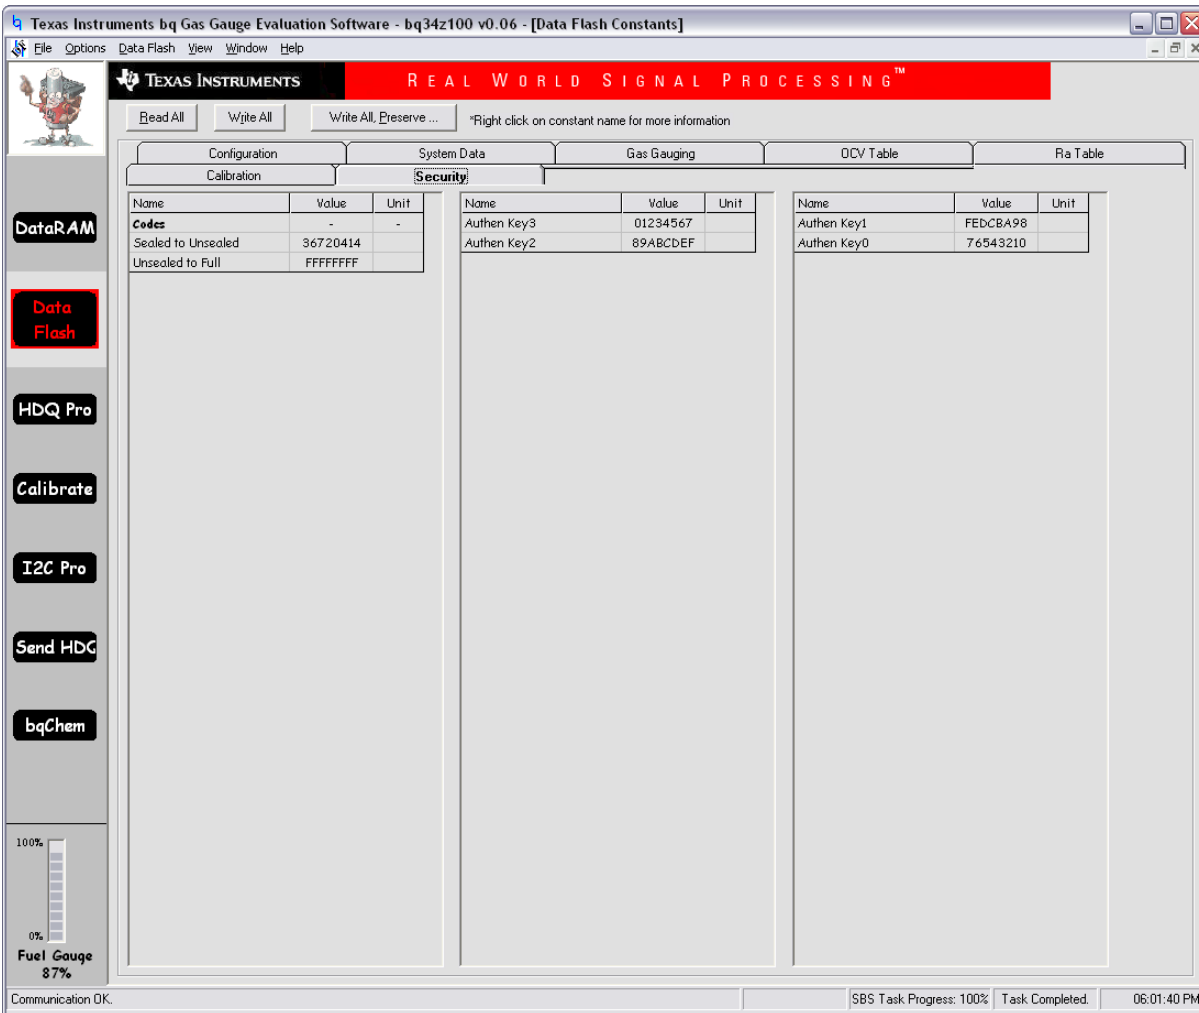 Texas Instruments bq Gas Gauge Evaluation Software - bq34z100 v0.06 - [Data Flash Constants]
File Options Data Flash View Window Help
TEXAS INSTRUMENTS REAL WORLD SIGNAL PROCESSING™
Read All Write All Write All, Preserve ... *Right click on constant name for more information
Configuration System Data Gas Gauging OCV Table Ra Table
Calibration Security
Name Value Unit Name Value Unit Name Value Unit
Codes - - Authen Key3 01234567 Authen Key1 FEDCBA98
Sealed to Unsealed 36720414 Authen Key2 89ABCDEF Authen Key0 76543210
Unsealed to Full FFFFFFFF
DataRAM
Data
Flash
HDQ Pro
Calibrate
I2C Pro
Send HDQ
bqChem
100%
0%
Fuel Gauge
87%
Communication OK. SBS Task Progress: 100% Task Completed. 06:01:40 PM